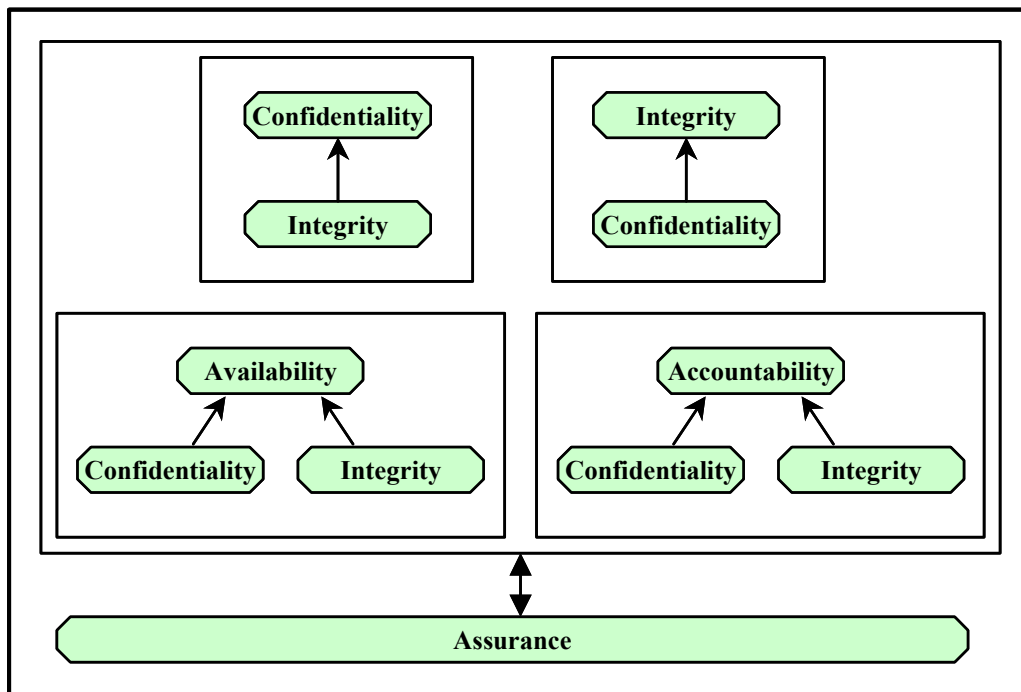 Confidentiality
Integrity
Integrity
Confidentiality
Availability
Confidentiality
Integrity
Accountability
Confidentiality
Integrity
Assurance